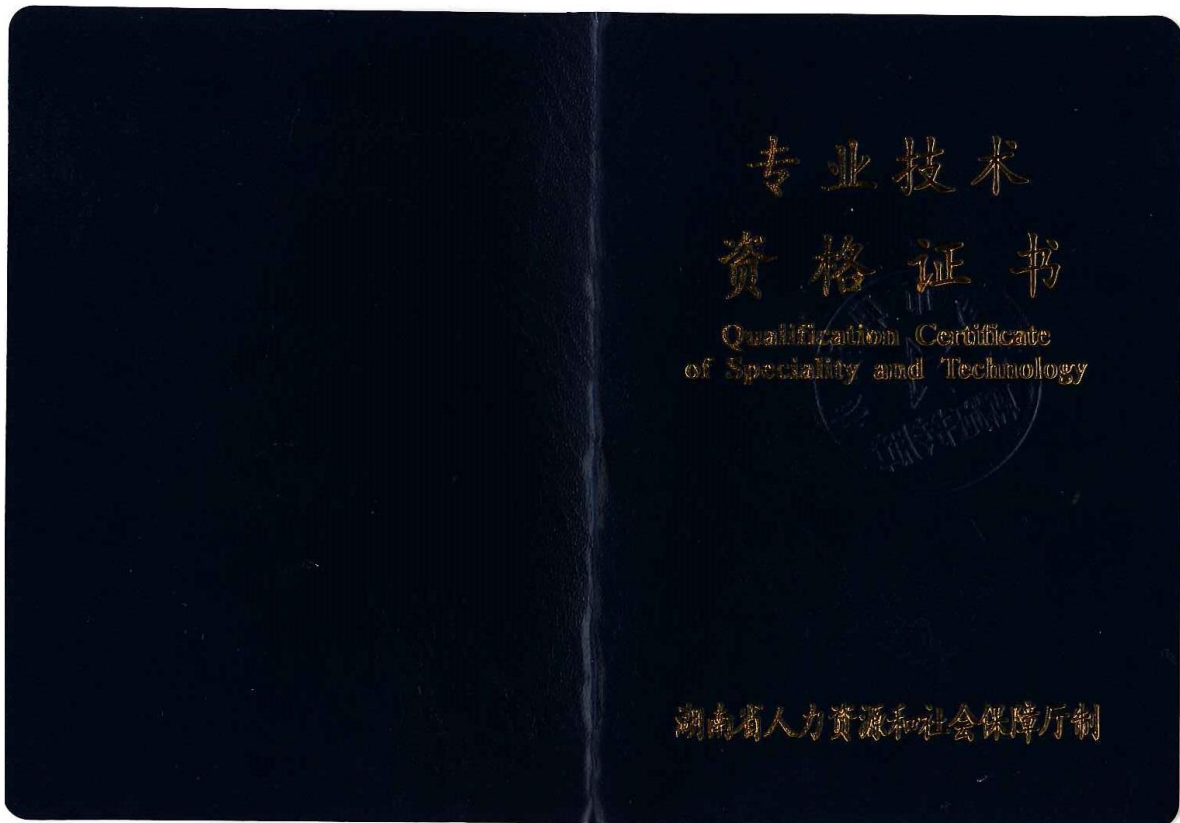 专业技术
资格证书
Qualification Certificate
of Speciality and Technology
湖南省人力资源和社会保障厅制